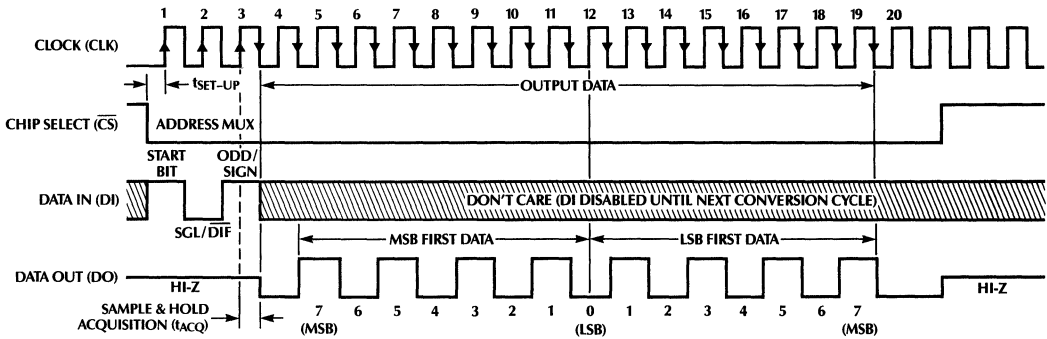 1 2 3 4 5 6 7 8 9 10 11 12 13 14 15 16 17 18 19 20
CLOCK (CLK)
tSET-UP
OUTPUT DATA
CHIP SELECT (C̅S̅)
ADDRESS MUX
START
BIT
ODD/
SIGN
DATA IN (DI)
DON'T CARE (DI DISABLED UNTIL NEXT CONVERSION CYCLE)
SGL/D̅I̅F̅
MSB FIRST DATA
LSB FIRST DATA
DATA OUT (DO)
HI-Z
HI-Z
SAMPLE & HOLD
ACQUISITION (tACQ)
7 6 5 4 3 2 1 0 1 2 3 4 5 6 7
(MSB) (LSB) (MSB)